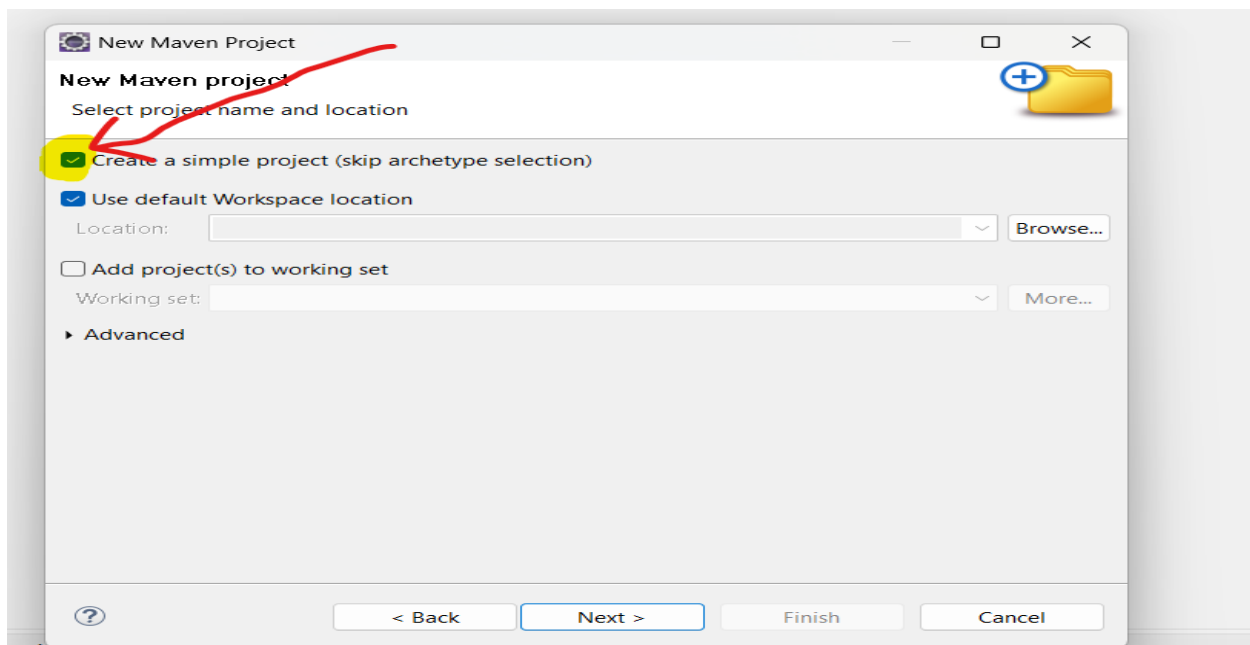 New Maven Project
New Maven project
Select project name and location
Create a simple project (skip archetype selection)
Use default Workspace location
Location:
Browse...
Add project(s) to working set
Working set:
More...
Advanced
?
< Back
Next >
Finish
Cancel